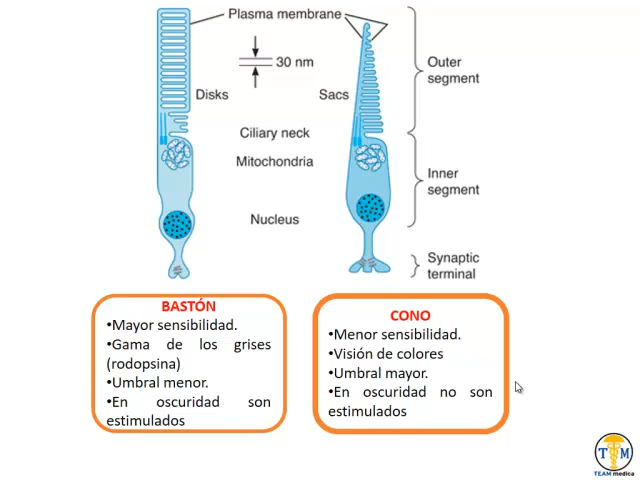 Plasma membrane
30 nm
Outer
segment
Disks
Sacs
Ciliary neck
Mitochondria
Inner
segment
Nucleus
Synaptic
terminal
BASTÓN
•Mayor sensibilidad.
•Gama de los grises
(rodopsina)
•Umbral menor.
•En oscuridad son
estimulados
CONO
•Menor sensibilidad.
•Visión de colores
•Umbral mayor.
•En oscuridad no son
estimulados
T M
TEAM medica